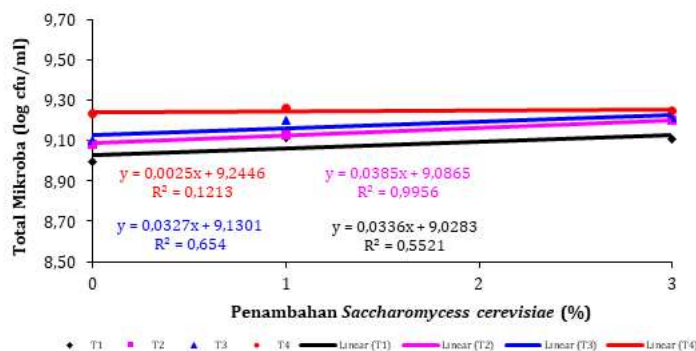 Total Mikroba (log cfu/ml)
9,70
9,50
9,30
9,10
8,90
8,70
8,50
y = 0,0025x + 9,2446
R² = 0,1213
y = 0,0385x + 9,0865
R² = 0,9956
y = 0,0327x + 9,1301
R² = 0,654
y = 0,0336x + 9,0283
R² = 0,5521
0 1 2 3
Penambahan Saccharomycess cerevisiae (%)
T1 T2 T3 T4 Linear (T1) Linear (T2) Linear (T3) Linear (T4